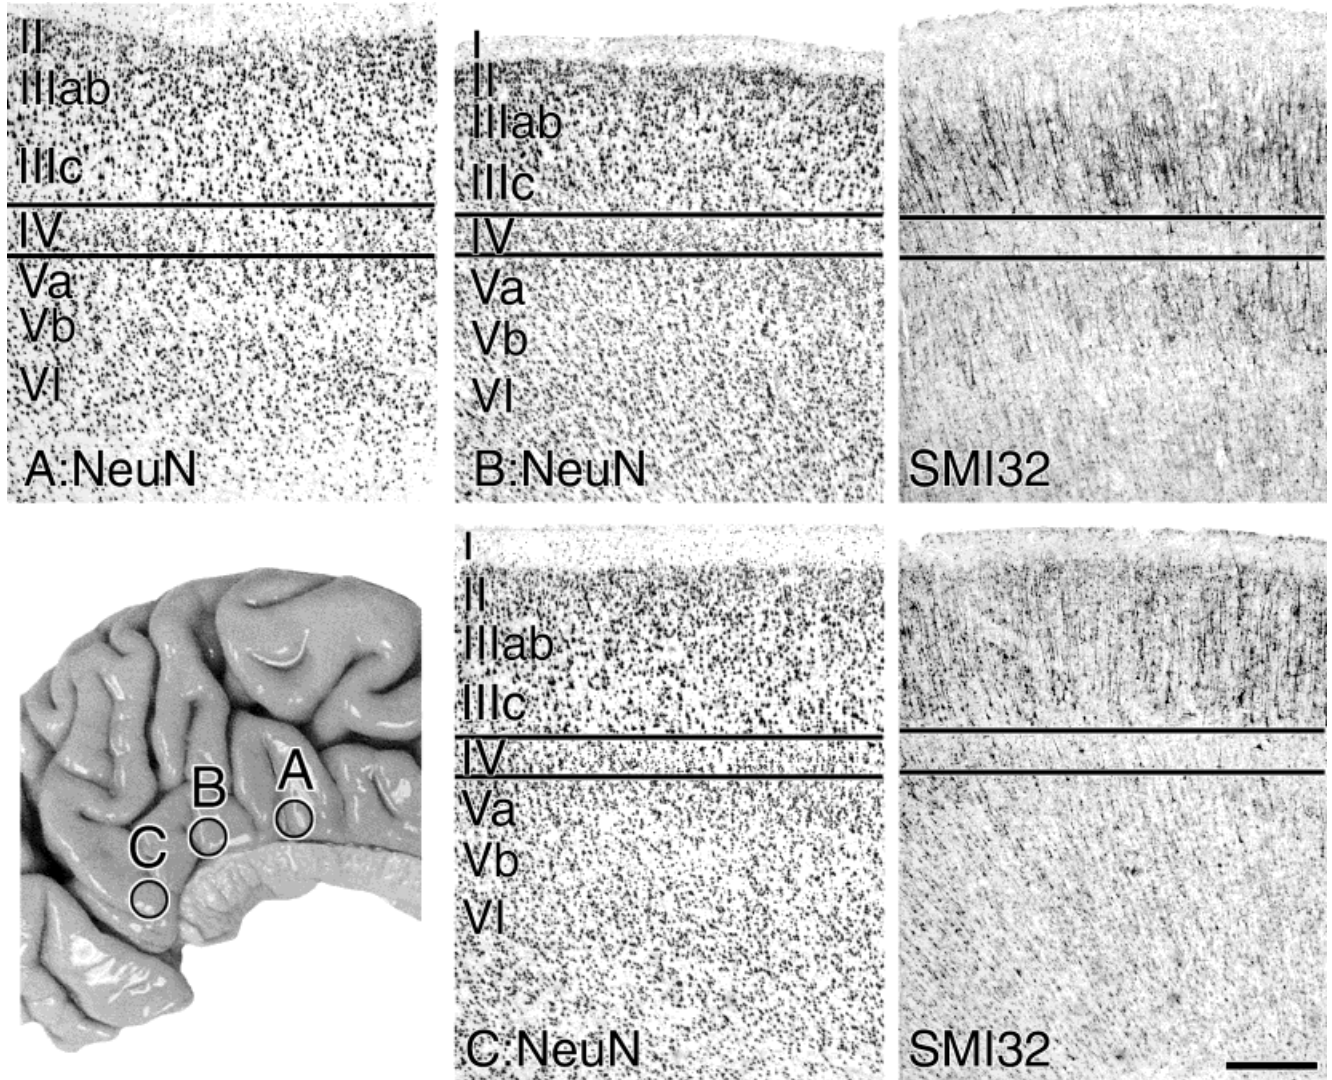 II
IIIab
IIIc
IV
Va
Vb
VI
A:NeuN
I
II
IIIab
IIIc
IV
Va
Vb
VI
B:NeuN
SMI32
A
B
C
I
II
IIIab
IIIc
IV
Va
Vb
VI
C:NeuN
SMI32